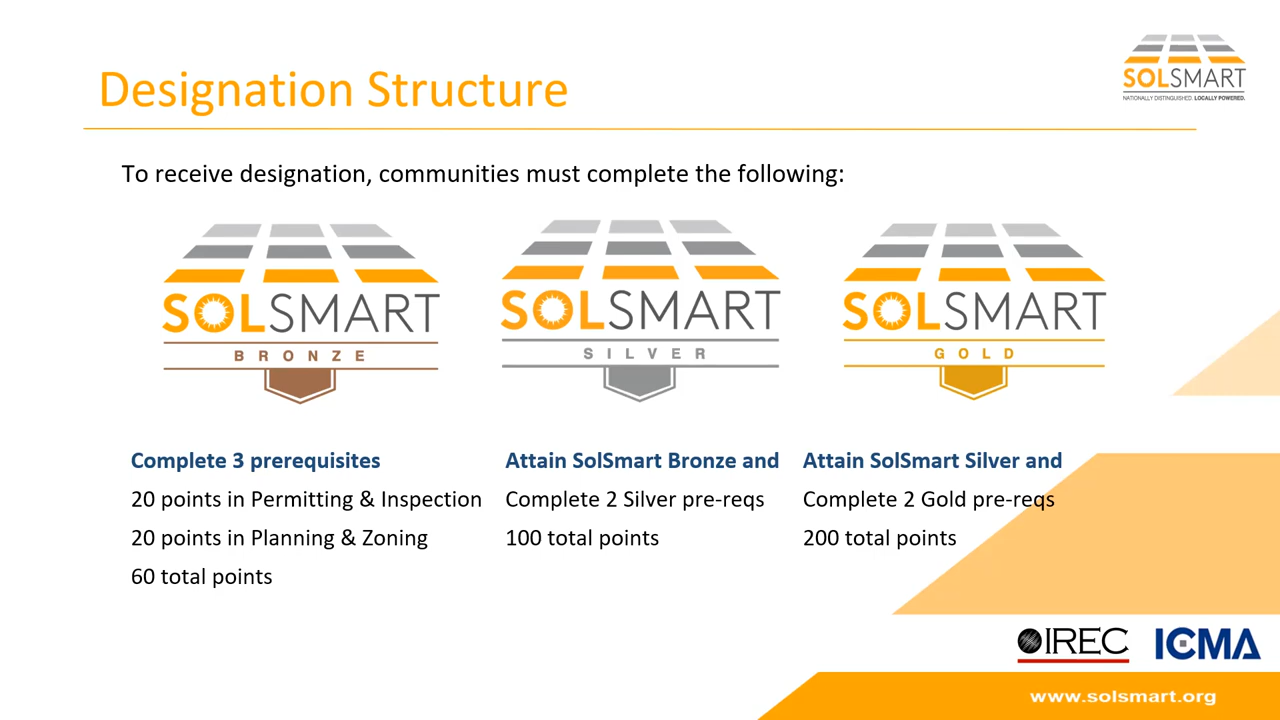 Designation Structure
SOLSMART
NATIONALLY DISTINGUISHED. LOCALLY POWERED.
To receive designation, communities must complete the following:
SOLSMART
BRONZE
SOLSMART
SILVER
SOLSMART
GOLD
Complete 3 prerequisites
20 points in Permitting & Inspection
20 points in Planning & Zoning
60 total points
Attain SolSmart Bronze and
Complete 2 Silver pre-reqs
100 total points
Attain SolSmart Silver and
Complete 2 Gold pre-reqs
200 total points
IREC
ICMA
www.solsmart.org